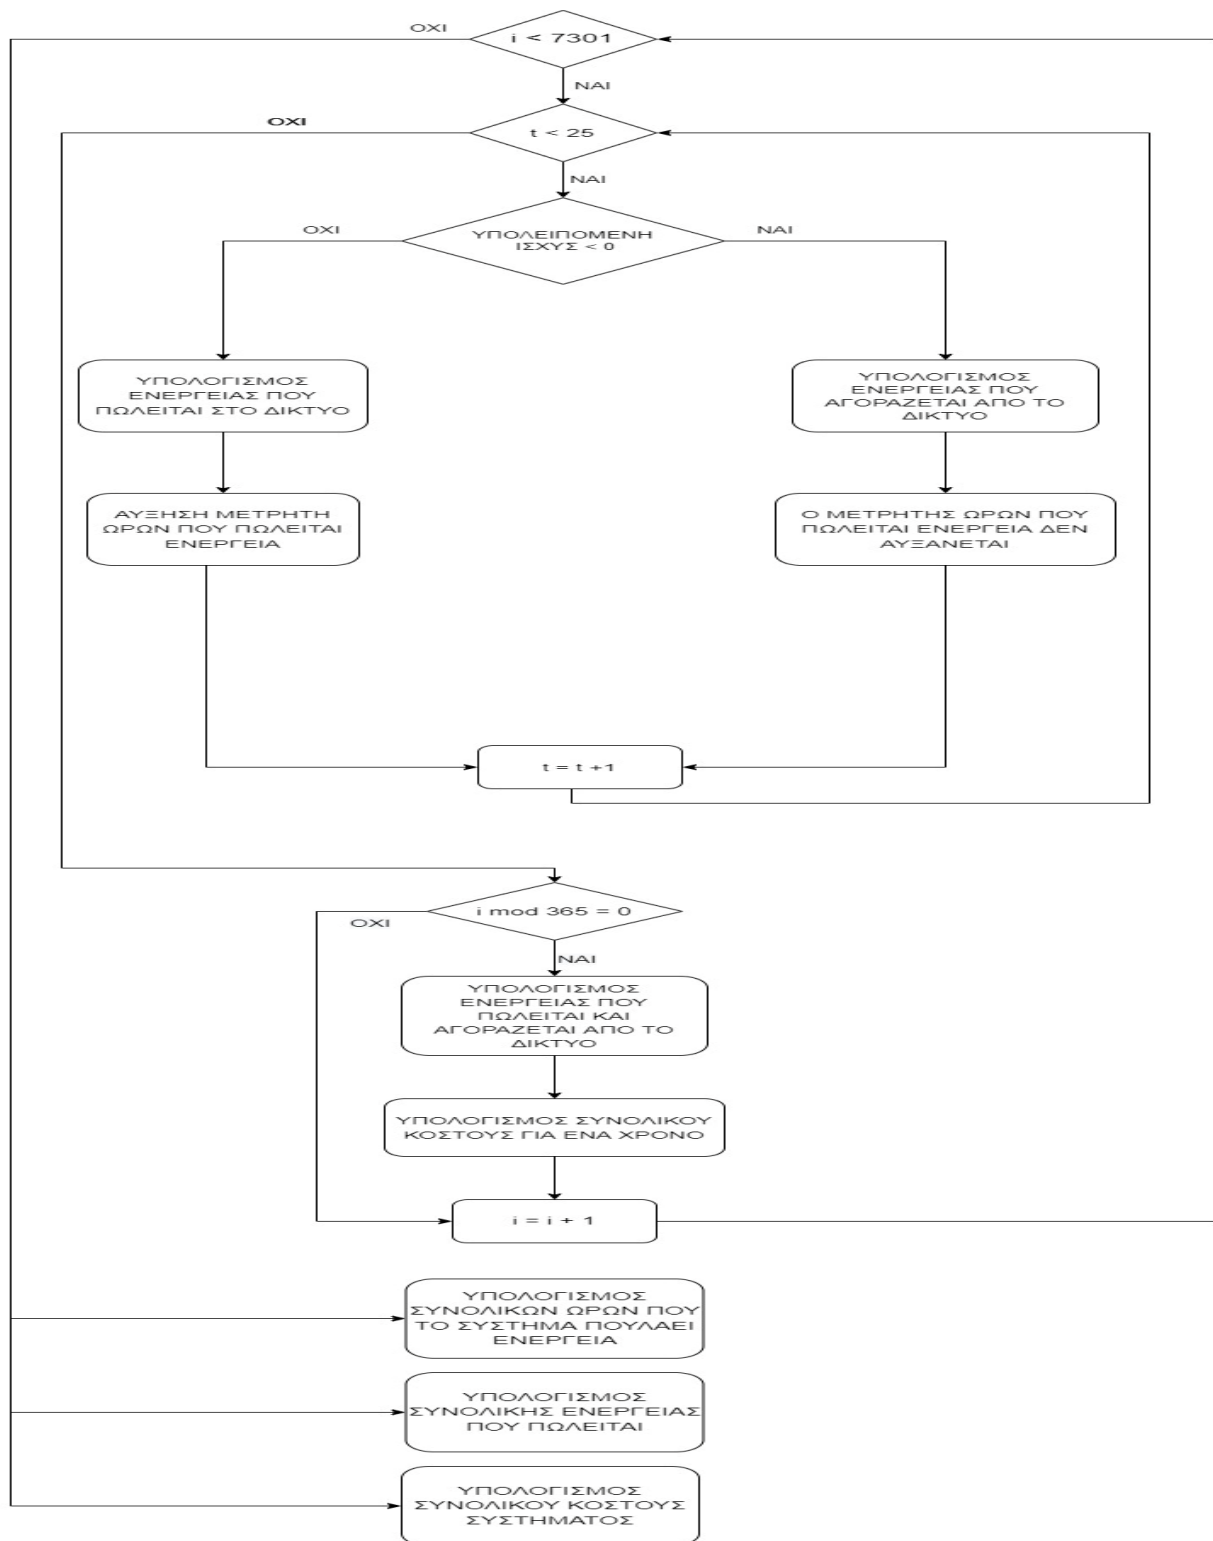 ΟΧΙ
i < 7301
ΝΑΙ
ΟΧΙ
t < 25
ΝΑΙ
ΟΧΙ
ΥΠΟΛΕΙΠΟΜΕΝΗ
ΙΣΧΥΣ < 0
ΝΑΙ
ΥΠΟΛΟΓΙΣΜΟΣ
ΕΝΕΡΓΕΙΑΣ ΠΟΥ
ΠΩΛΕΙΤΑΙ ΣΤΟ ΔΙΚΤΥΟ
ΥΠΟΛΟΓΙΣΜΟΣ
ΕΝΕΡΓΕΙΑΣ ΠΟΥ
ΑΓΟΡΑΖΕΤΑΙ ΑΠΟ ΤΟ
ΔΙΚΤΥΟ
ΑΥΞΗΣΗ ΜΕΤΡΗΤΗ
ΩΡΩΝ ΠΟΥ ΠΩΛΕΙΤΑΙ
ΕΝΕΡΓΕΙΑ
Ο ΜΕΤΡΗΤΗΣ ΩΡΩΝ ΠΟΥ
ΠΩΛΕΙΤΑΙ ΕΝΕΡΓΕΙΑ ΔΕΝ
ΑΥΞΑΝΕΤΑΙ
t = t +1
i mod 365 = 0
ΟΧΙ
ΝΑΙ
ΥΠΟΛΟΓΙΣΜΟΣ
ΕΝΕΡΓΕΙΑΣ ΠΟΥ
ΠΩΛΕΙΤΑΙ ΚΑΙ
ΑΓΟΡΑΖΕΤΑΙ ΑΠΟ ΤΟ
ΔΙΚΤΥΟ
ΥΠΟΛΟΓΙΣΜΟΣ ΣΥΝΟΛΙΚΟΥ
ΚΟΣΤΟΥΣ ΓΙΑ ΕΝΑ ΧΡΟΝΟ
i = i + 1
ΥΠΟΛΟΓΙΣΜΟΣ
ΣΥΝΟΛΙΚΩΝ ΩΡΩΝ ΠΟΥ
ΤΟ ΣΥΣΤΗΜΑ ΠΟΥΛΑΕΙ
ΕΝΕΡΓΕΙΑ
ΥΠΟΛΟΓΙΣΜΟΣ
ΣΥΝΟΛΙΚΗΣ ΕΝΕΡΓΕΙΑΣ
ΠΟΥ ΠΩΛΕΙΤΑΙ
ΥΠΟΛΟΓΙΣΜΟΣ
ΣΥΝΟΛΙΚΟΥ ΚΟΣΤΟΥΣ
ΣΥΣΤΗΜΑΤΟΣ